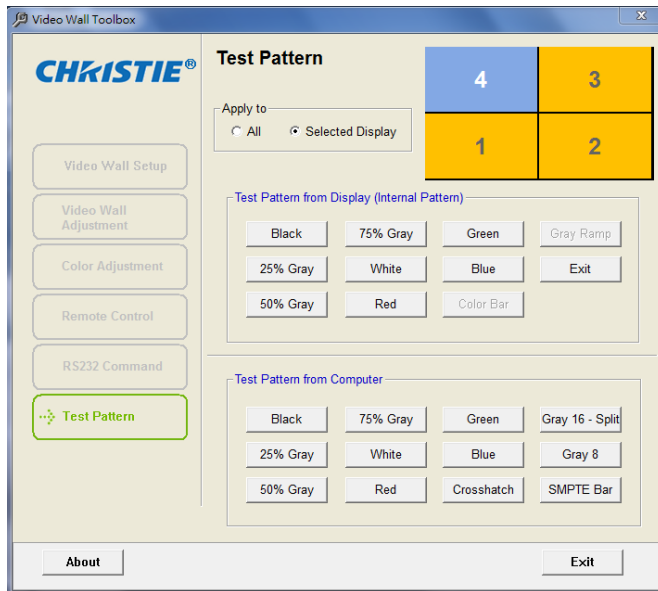 Video Wall Toolbox
x
CHRISTIE®
Test Pattern
Apply to
All Selected Display
4 3
1 2
Video Wall Setup
Video Wall
Adjustment
Color Adjustment
Remote Control
RS232 Command
Test Pattern
Test Pattern from Display (Internal Pattern)
Black 75% Gray Green Gray Ramp
25% Gray White Blue Exit
50% Gray Red Color Bar
Test Pattern from Computer
Black 75% Gray Green Gray 16 - Split
25% Gray White Blue Gray 8
50% Gray Red Crosshatch SMPTE Bar
About Exit